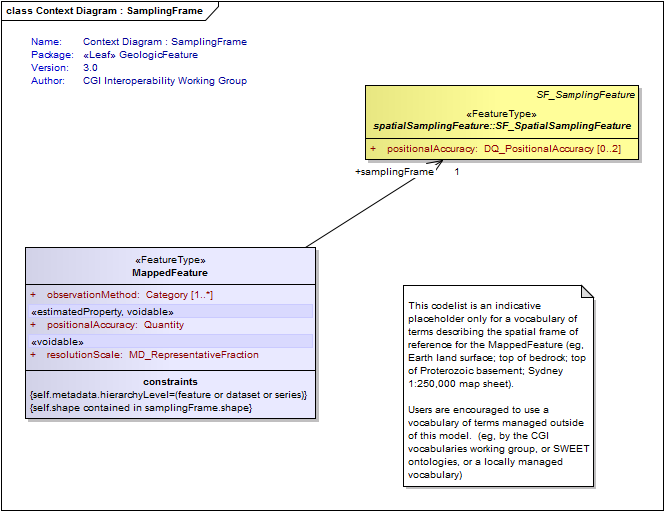 class Context Diagram : SamplingFrame
Name: Context Diagram : SamplingFrame
Package: «Leaf» GeologicFeature
Version: 3.0
Author: CGI Interoperability Working Group
SF_SamplingFeature
«FeatureType»
spatialSamplingFeature::SF_SpatialSamplingFeature
+ positionalAccuracy: DQ_PositionalAccuracy [0..2]
+samplingFrame 1
«FeatureType»
MappedFeature
+ observationMethod: Category [1..*]
«estimatedProperty, voidable»
+ positionalAccuracy: Quantity
«voidable»
+ resolutionScale: MD_RepresentativeFraction
constraints
{self.metadata.hierarchyLevel=(feature or dataset or series)}
{self.shape contained in samplingFrame.shape}
This codelist is an indicative
placeholder only for a vocabulary of
terms describing the spatial frame of
reference for the MappedFeature (eg,
Earth land surface; top of bedrock; top
of Proterozoic basement; Sydney
1:250,000 map sheet).
Users are encouraged to use a
vocabulary of terms managed outside
of this model. (eg, by the CGI
vocabularies working group, or SWEET
ontologies, or a locally managed
vocabulary)